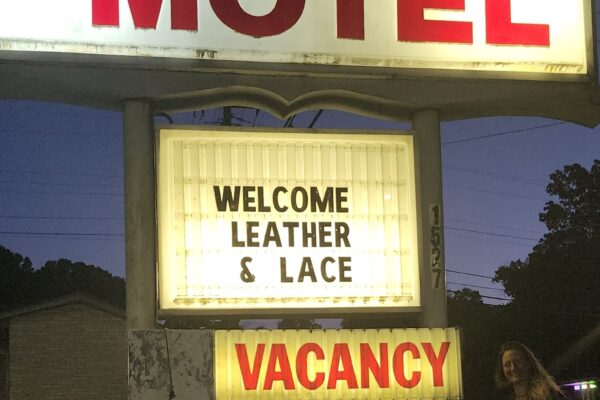 MOTEL
WELCOME
LEATHER
& LACE
1527
VACANCY